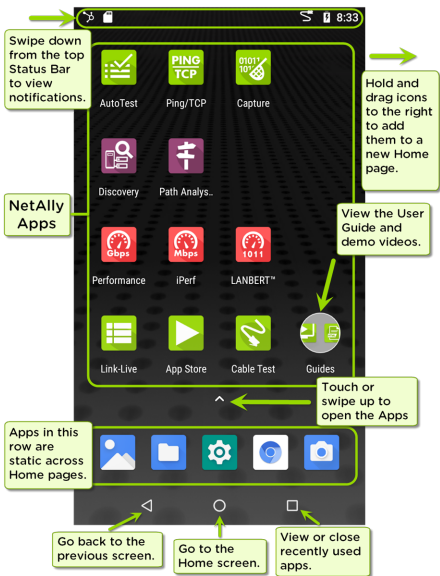 8:33
Swipe down
from the top
Status Bar
to view
notifications.
PING
TCP
01011
101
AutoTest
Ping/TCP
Capture
Hold and
drag icons
to the right
to add
them to a
new Home
page.
Discovery
Path Analys..
NetAlly
Apps
View the User
Guide and
demo videos.
Gbps
Mbps
1011
Performance
iPerf
LANBERT™
Link-Live
App Store
Cable Test
Guides
Touch or
swipe up to
open the Apps
Apps in this
row are
static across
Home pages.
Go back to the
previous screen.
Go to the
Home screen.
View or close
recently used
apps.